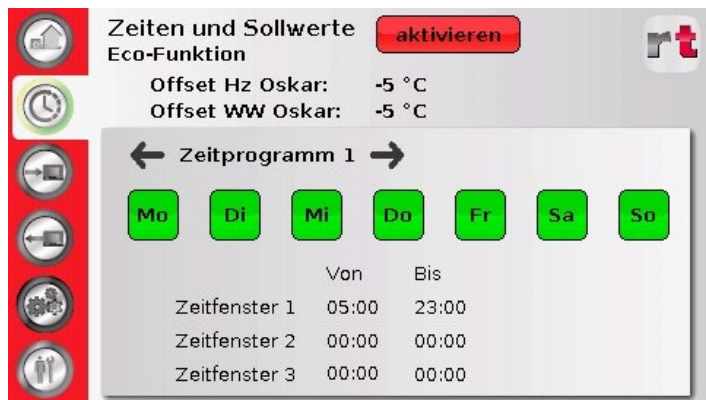 Zeiten und Sollwerte aktivieren
rt
Eco-Funktion
Offset Hz Oskar: -5 °C
Offset WW Oskar: -5 °C
Zeitprogramm 1
Mo Di Mi Do Fr Sa So
Von Bis
Zeitfenster 1 05:00 23:00
Zeitfenster 2 00:00 00:00
Zeitfenster 3 00:00 00:00